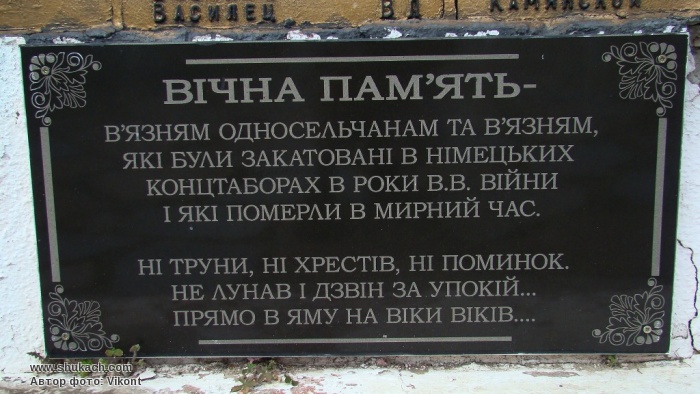 ВАСИЛЕЦ В.Д КАМИНСКОЙ
ВІЧНА ПАМ'ЯТЬ-
В'ЯЗНЯМ ОДНОСЕЛЬЧАНАМ ТА В'ЯЗНЯМ,
ЯКІ БУЛИ ЗАКАТОВАНІ В НІМЕЦЬКИХ
КОНЦТАБОРАХ В РОКИ В.В. ВІЙНИ
І ЯКІ ПОМЕРЛИ В МИРНИЙ ЧАС.
НІ ТРУНИ, НІ ХРЕСТІВ, НІ ПОМИНОК.
НЕ ЛУНАВ І ДЗВІН ЗА УПОКІЙ...
ПРЯМО В ЯМУ НА ВІКИ ВІКІВ....
www.shukach.com
Автор фото: Vikont